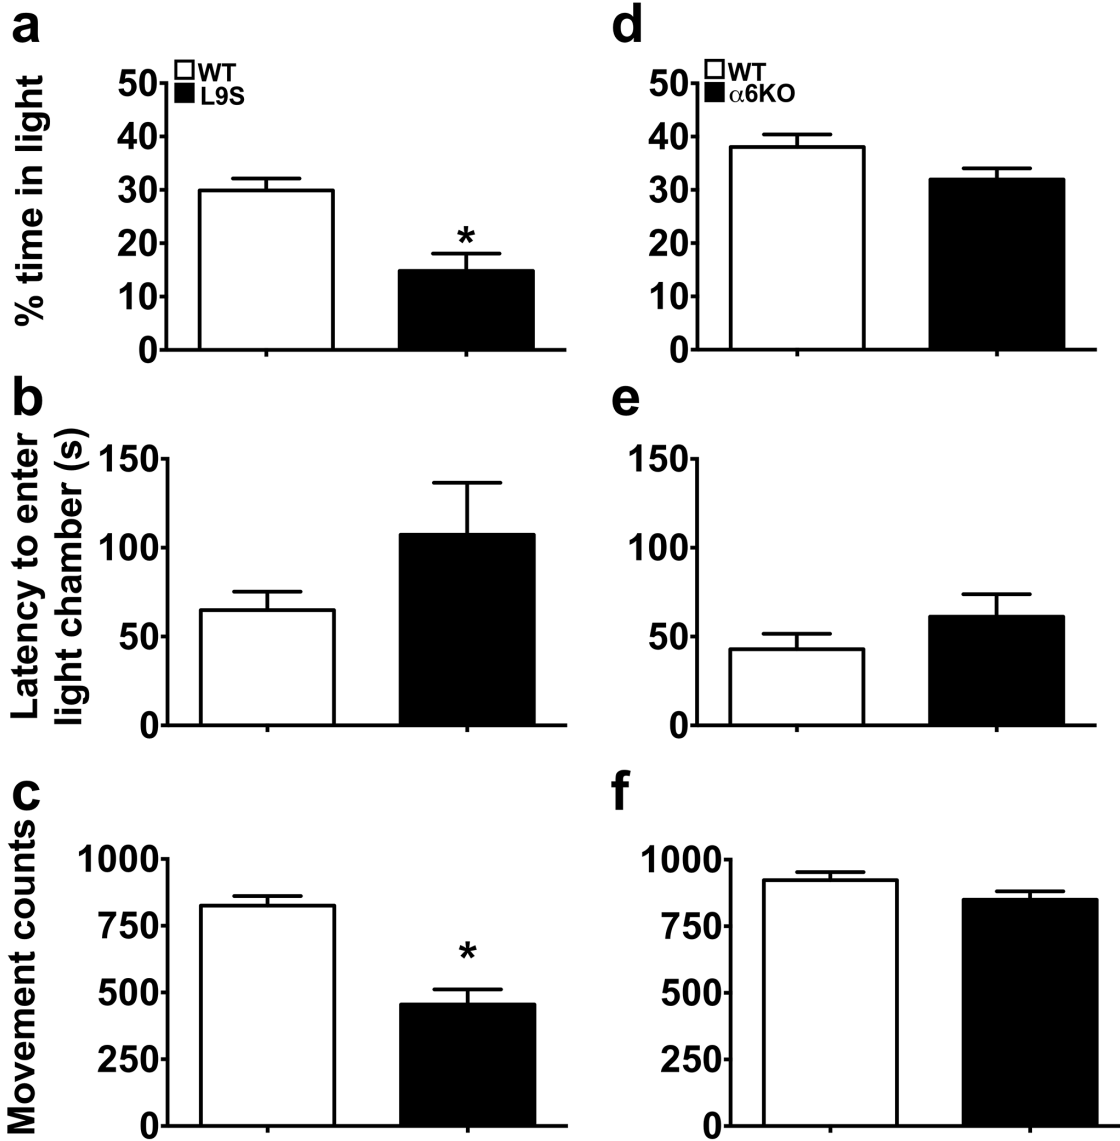 a
% time in light
50
40
30
20
10
0
WT
L9S
*
d
50
40
30
20
10
0
WT
α6KO
b
Latency to enter
light chamber (s)
150
100
50
0
e
150
100
50
0
c
Movement counts
1000
750
500
250
0
*
f
1000
750
500
250
0